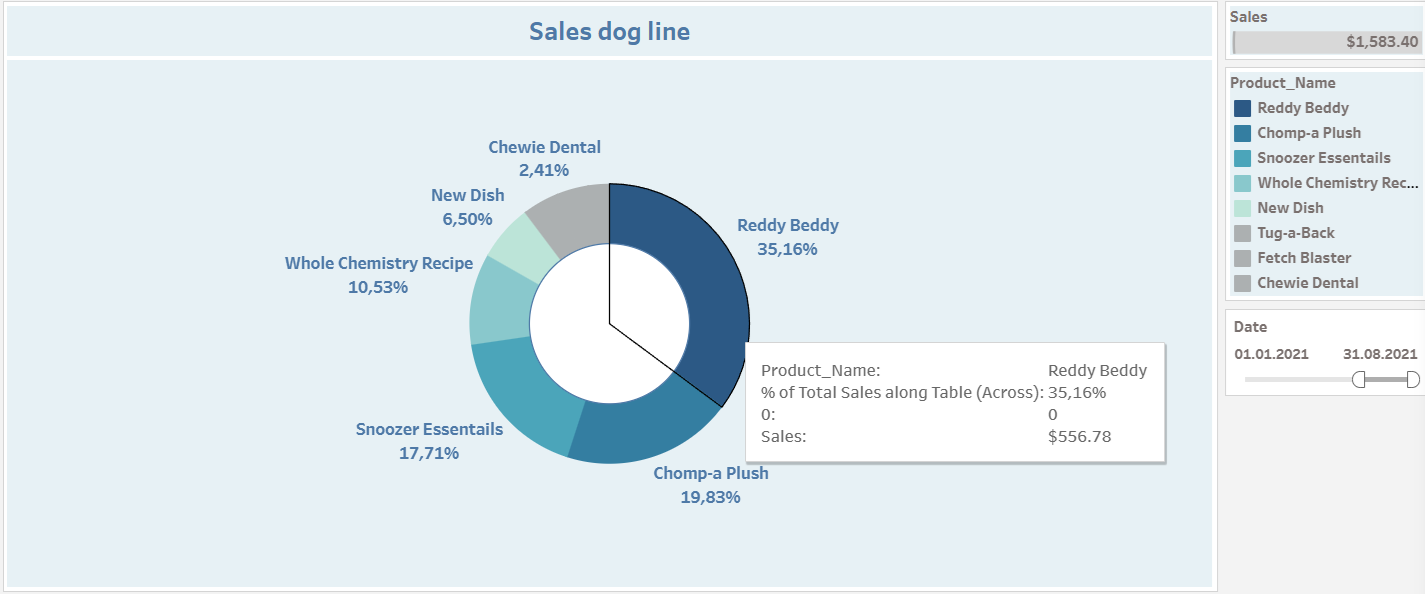 Sales dog line
Chewie Dental
2,41%
New Dish
6,50%
Reddy Beddy
35,16%
Whole Chemistry Recipe
10,53%
Snoozer Essentails
17,71%
Chomp-a Plush
19,83%
Product_Name: Reddy Beddy
% of Total Sales along Table (Across): 35,16%
0: 0
Sales: $556.78
Sales
$1,583.40
Product_Name
Reddy Beddy
Chomp-a Plush
Snoozer Essentails
Whole Chemistry Rec...
New Dish
Tug-a-Back
Fetch Blaster
Chewie Dental
Date
01.01.2021 31.08.2021